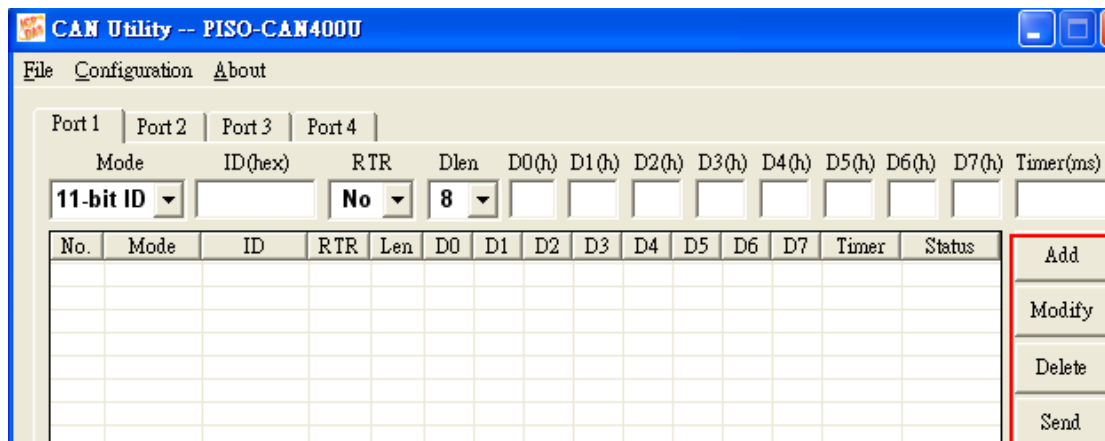 CAN Utility -- PISO-CAN400U
File Configuration About
Port 1 Port 2 Port 3 Port 4
Mode ID(hex) RTR Dlen D0(h) D1(h) D2(h) D3(h) D4(h) D5(h) D6(h) D7(h) Timer(ms)
11-bit ID No 8
No. Mode ID RTR Len D0 D1 D2 D3 D4 D5 D6 D7 Timer Status
Add
Modify
Delete
Send